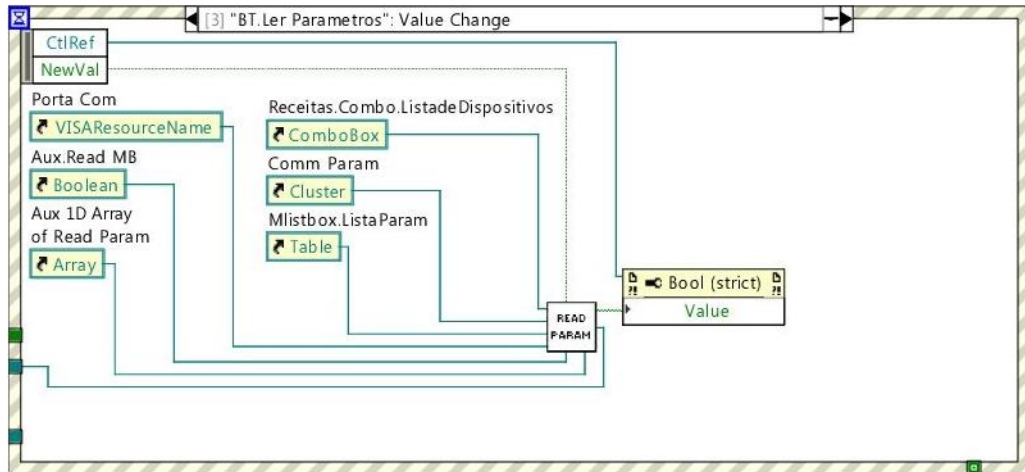 [3] "BT.Ler Parametros": Value Change
CtlRef
NewVal
Porta Com
VISAResourceName
Aux.Read MB
Boolean
Aux 1D Array
of Read Param
Array
Receitas.Combo.ListadeDispositivos
ComboBox
Comm Param
Cluster
Mlistbox.ListaParam
Table
READ
PARAM
?! Bool (strict) ?!
Value